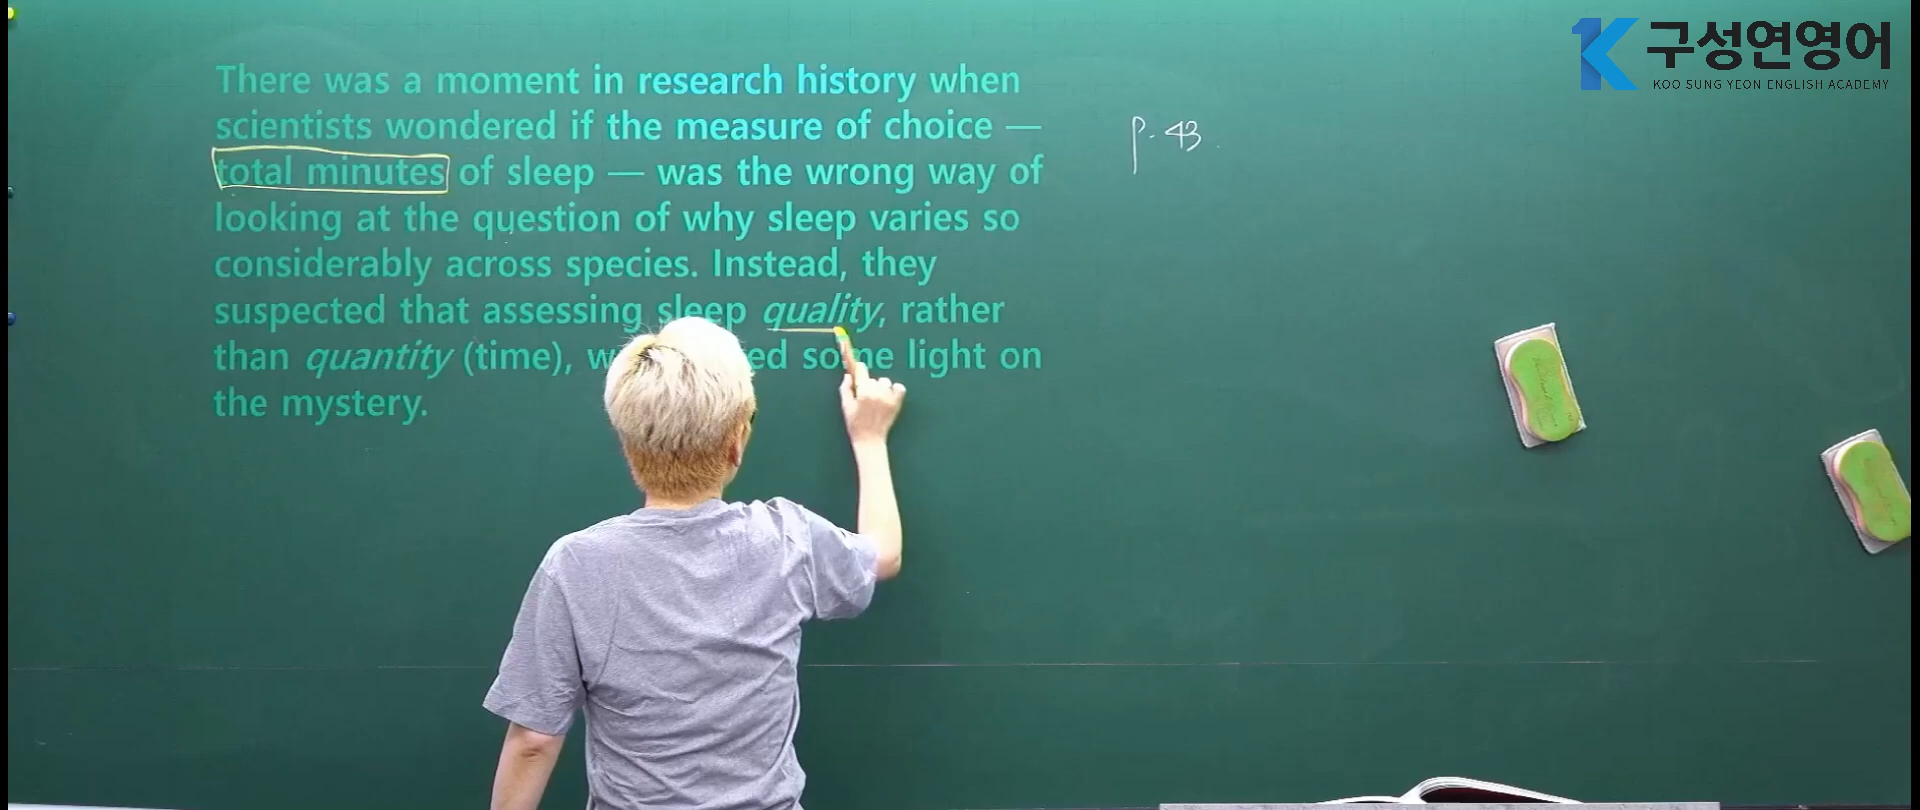 구성연영어
KOO SUNG YEON ENGLISH ACADEMY
There was a moment in research history when
scientists wondered if the measure of choice —
total minutes of sleep — was the wrong way of
looking at the question of why sleep varies so
considerably across species. Instead, they
suspected that assessing sleep quality, rather
than quantity (time), some light on
the mystery.
p. 43